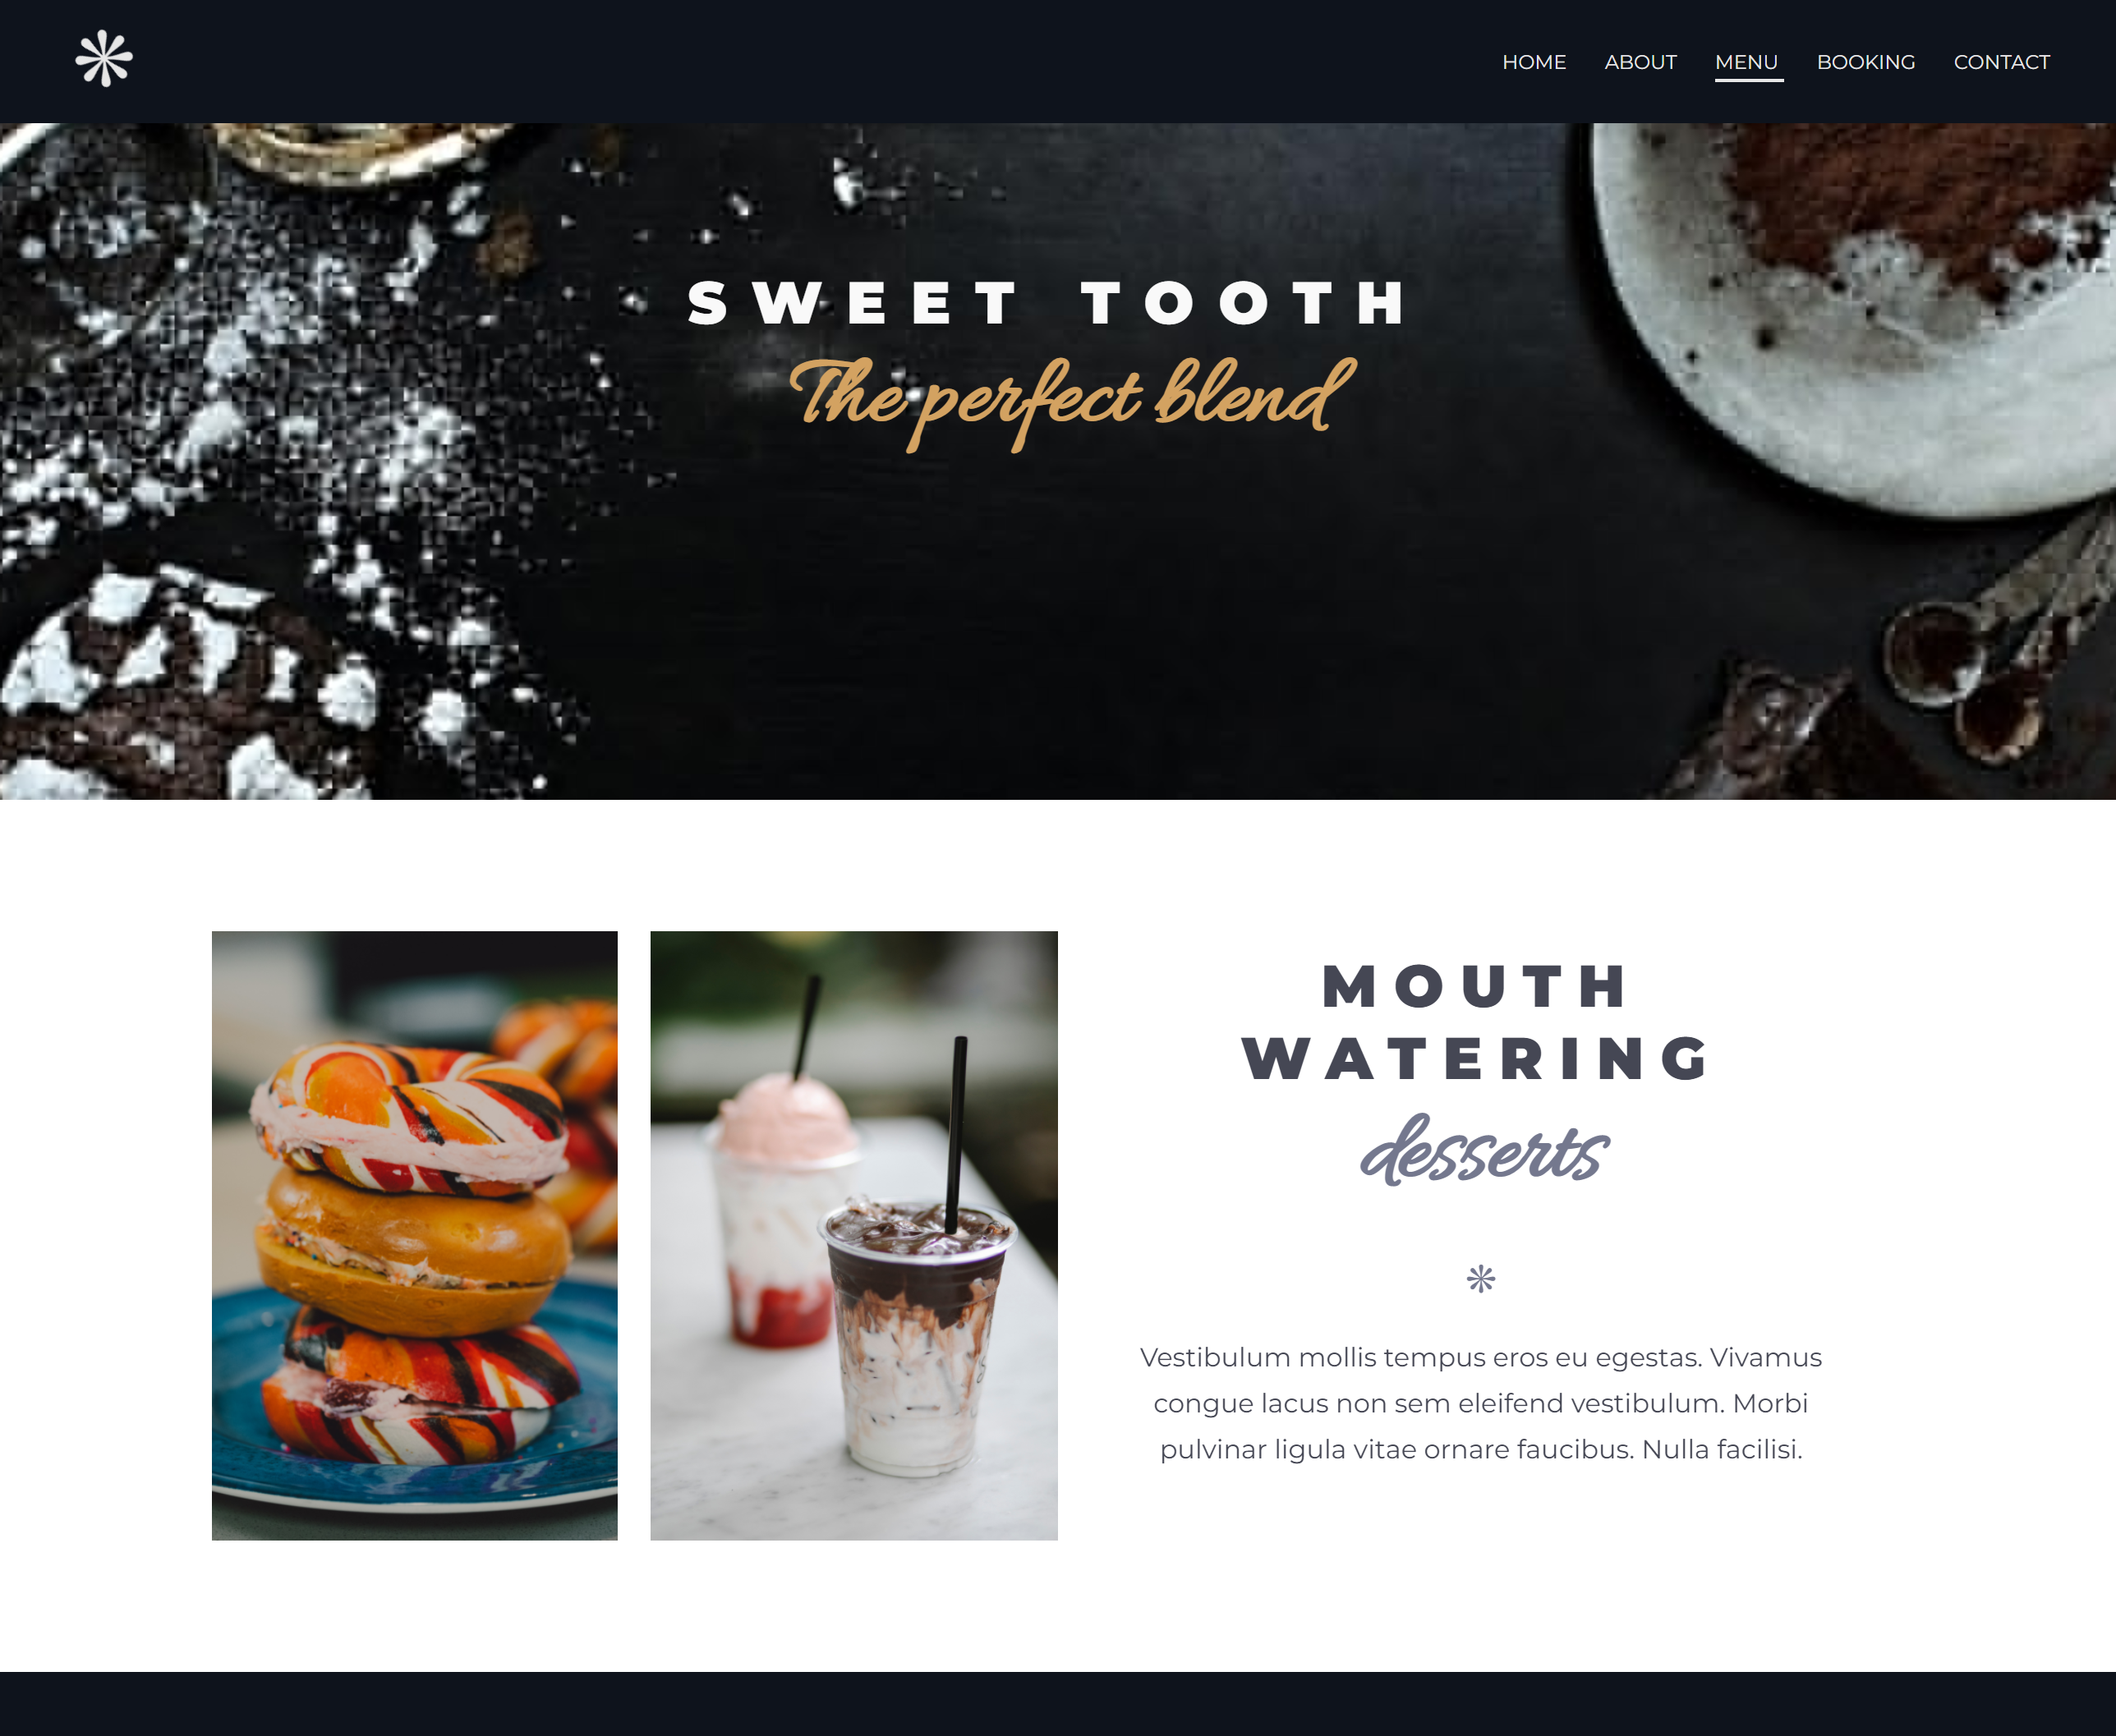 HOME ABOUT MENU BOOKING CONTACT
SWEET TOOTH
The perfect blend
MOUTH
WATERING
desserts
Vestibulum mollis tempus eros eu egestas. Vivamus
congue lacus non sem eleifend vestibulum. Morbi
pulvinar ligula vitae ornare faucibus. Nulla facilisi.